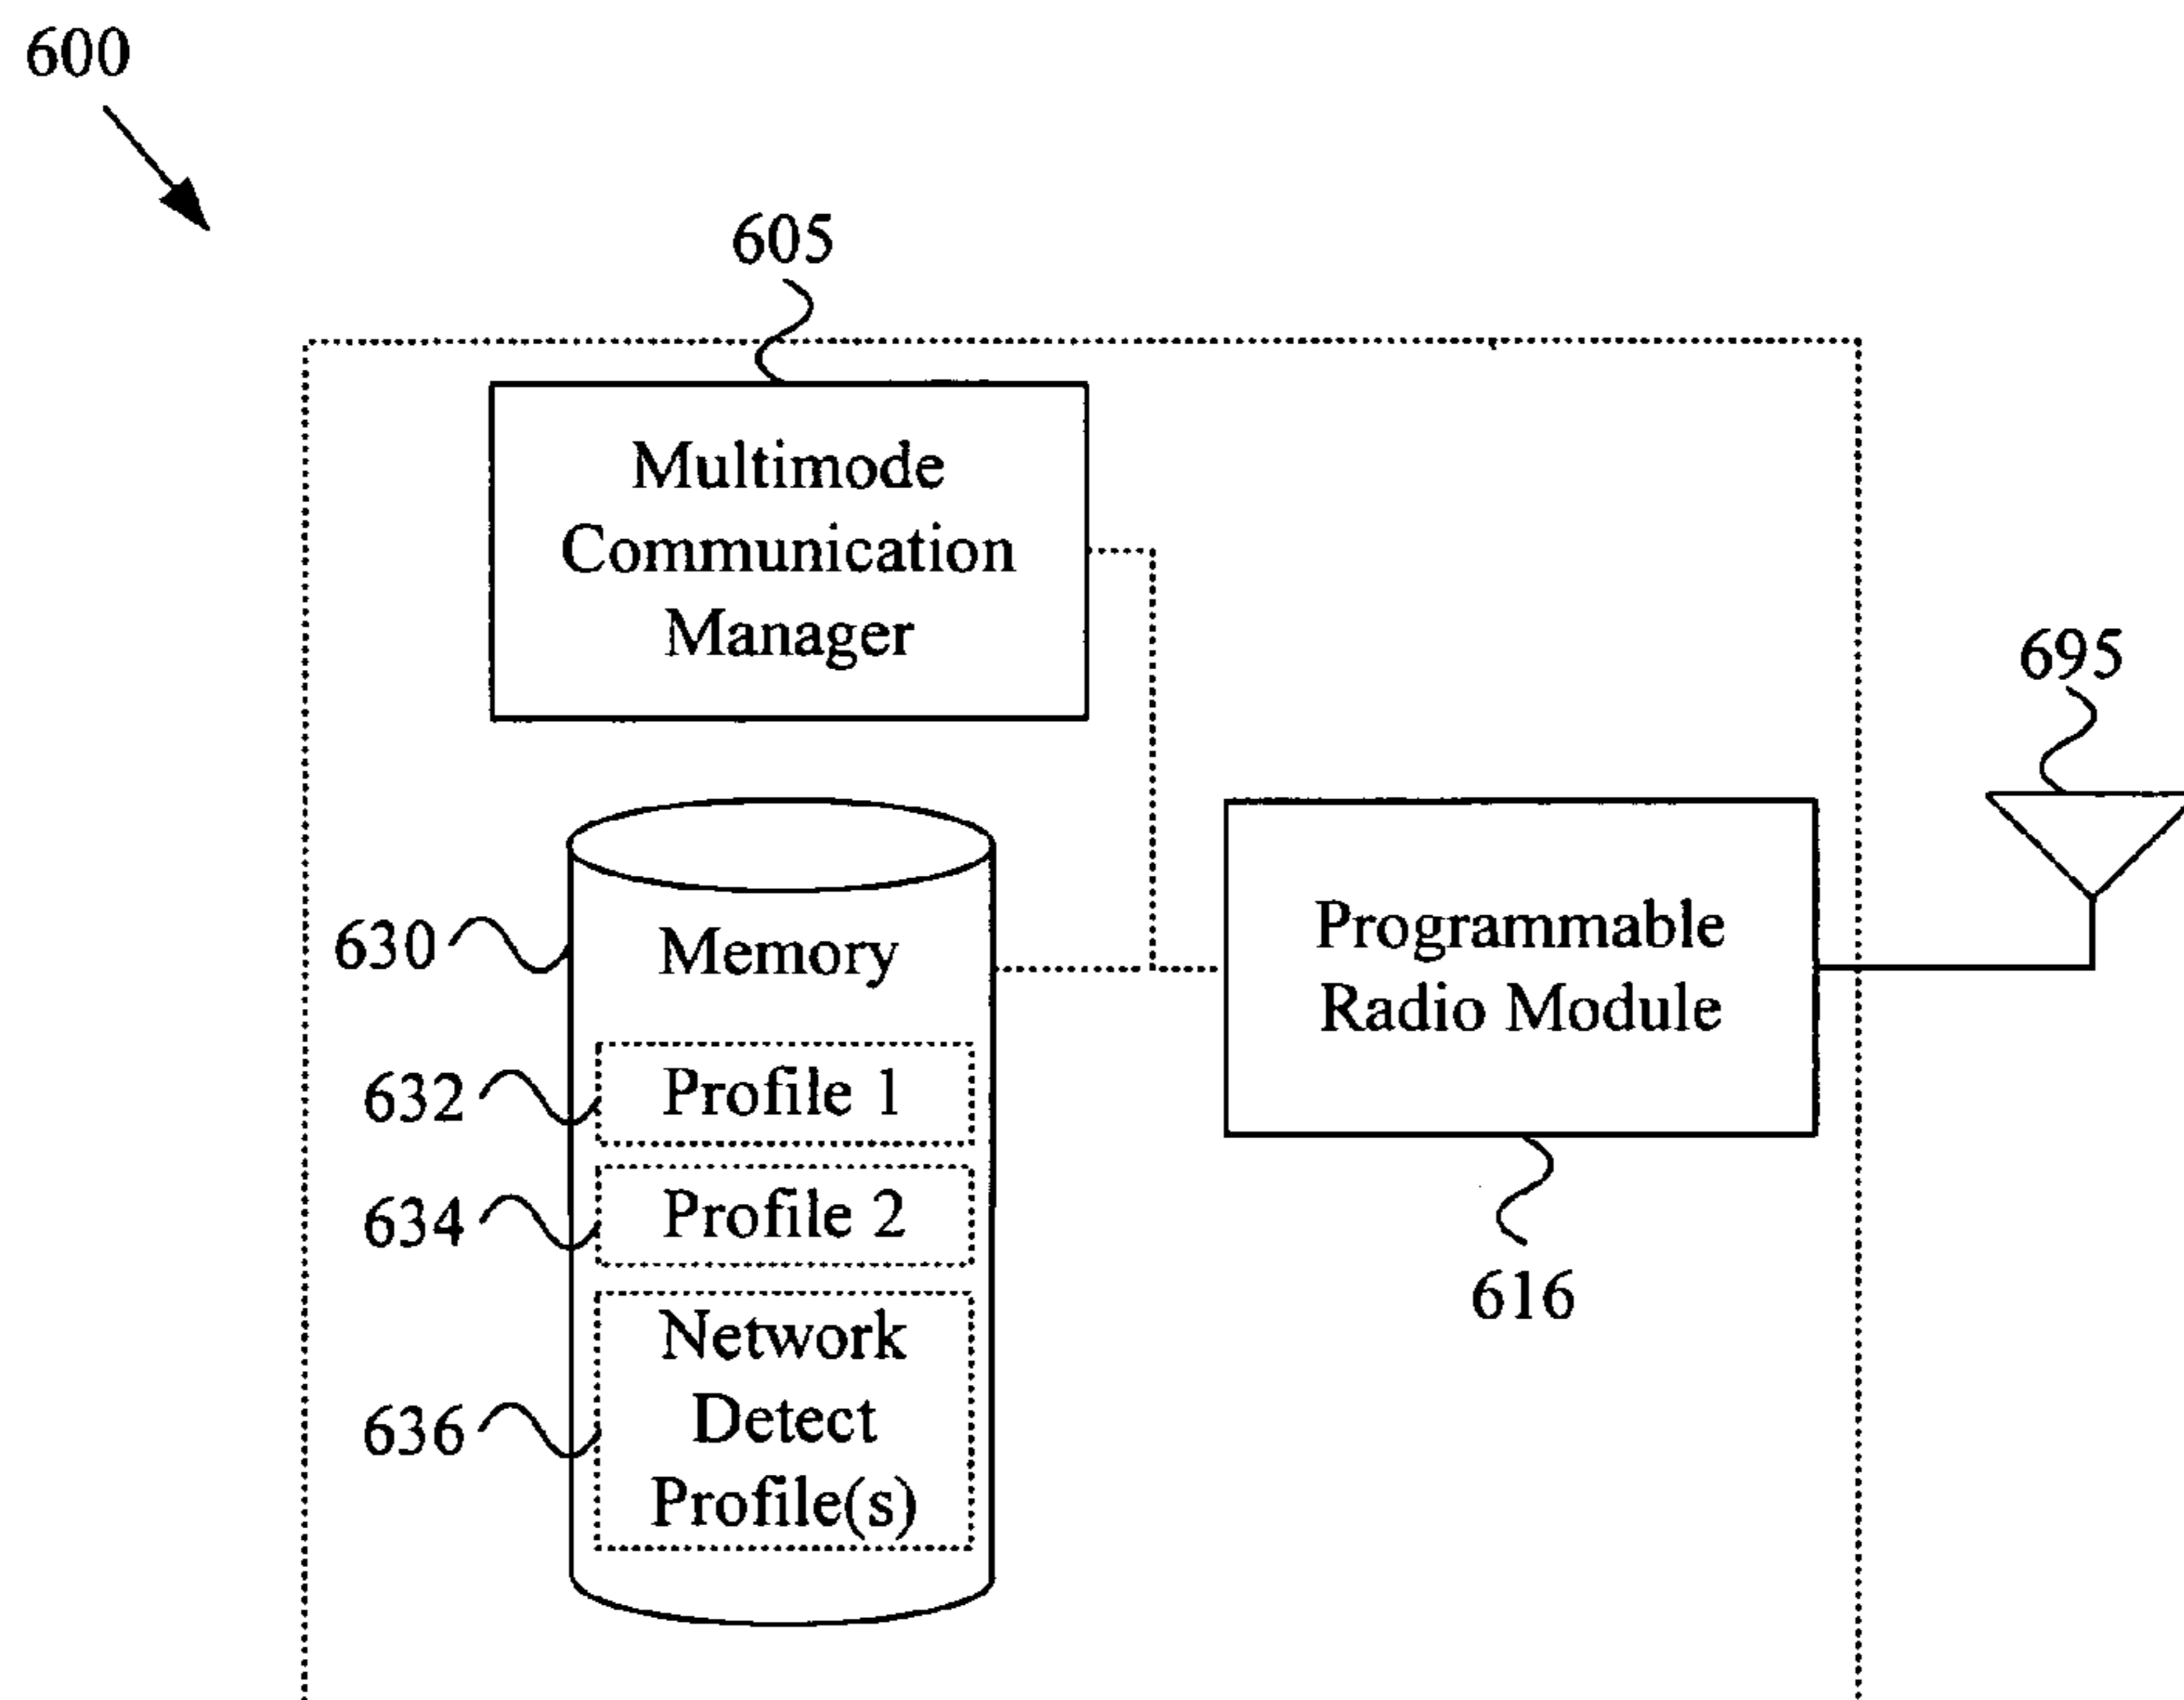 600
605
Multimode
Communication
Manager
695
630
Memory
Programmable
Radio Module
632
Profile 1
634
Profile 2
616
636
Network
Detect
Profile(s)